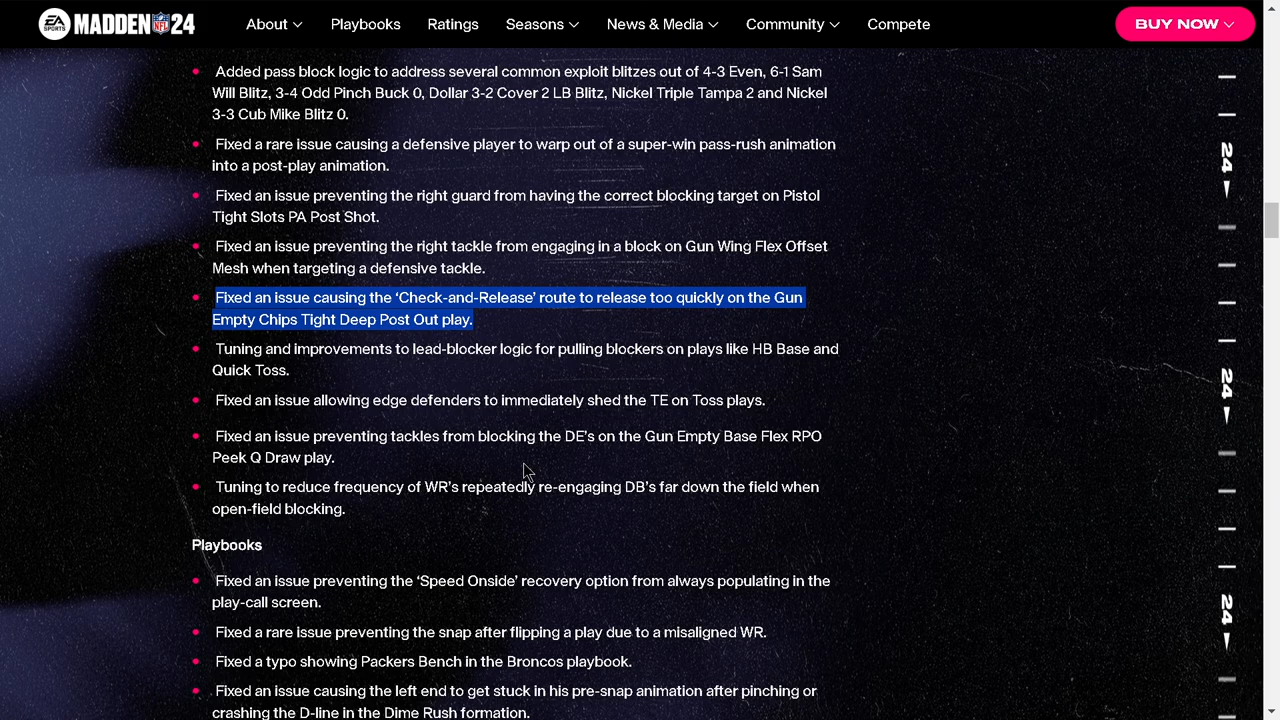 EA SPORTS MADDEN NFL 24 About Playbooks Ratings Seasons News & Media Community Compete BUY NOW
Added pass block logic to address several common exploit blitzes out of 4-3 Even, 6-1 Sam
Will Blitz, 3-4 Odd Pinch Buck 0, Dollar 3-2 Cover 2 LB Blitz, Nickel Triple Tampa 2 and Nickel
3-3 Cub Mike Blitz 0.
Fixed a rare issue causing a defensive player to warp out of a super-win pass-rush animation
into a post-play animation.
Fixed an issue preventing the right guard from having the correct blocking target on Pistol
Tight Slots PA Post Shot.
Fixed an issue preventing the right tackle from engaging in a block on Gun Wing Flex Offset
Mesh when targeting a defensive tackle.
Fixed an issue causing the ‘Check-and-Release’ route to release too quickly on the Gun
Empty Chips Tight Deep Post Out play.
Tuning and improvements to lead-blocker logic for pulling blockers on plays like HB Base and
Quick Toss.
Fixed an issue allowing edge defenders to immediately shed the TE on Toss plays.
Fixed an issue preventing tackles from blocking the DE’s on the Gun Empty Base Flex RPO
Peek Q Draw play.
Tuning to reduce frequency of WR’s repeatedly re-engaging DB’s far down the field when
open-field blocking.
Playbooks
Fixed an issue preventing the ‘Speed Onside’ recovery option from always populating in the
play-call screen.
Fixed a rare issue preventing the snap after flipping a play due to a misaligned WR.
Fixed a typo showing Packers Bench in the Broncos playbook.
Fixed an issue causing the left end to get stuck in his pre-snap animation after pinching or
crashing the D-line in the Dime Rush formation.
24
24
24